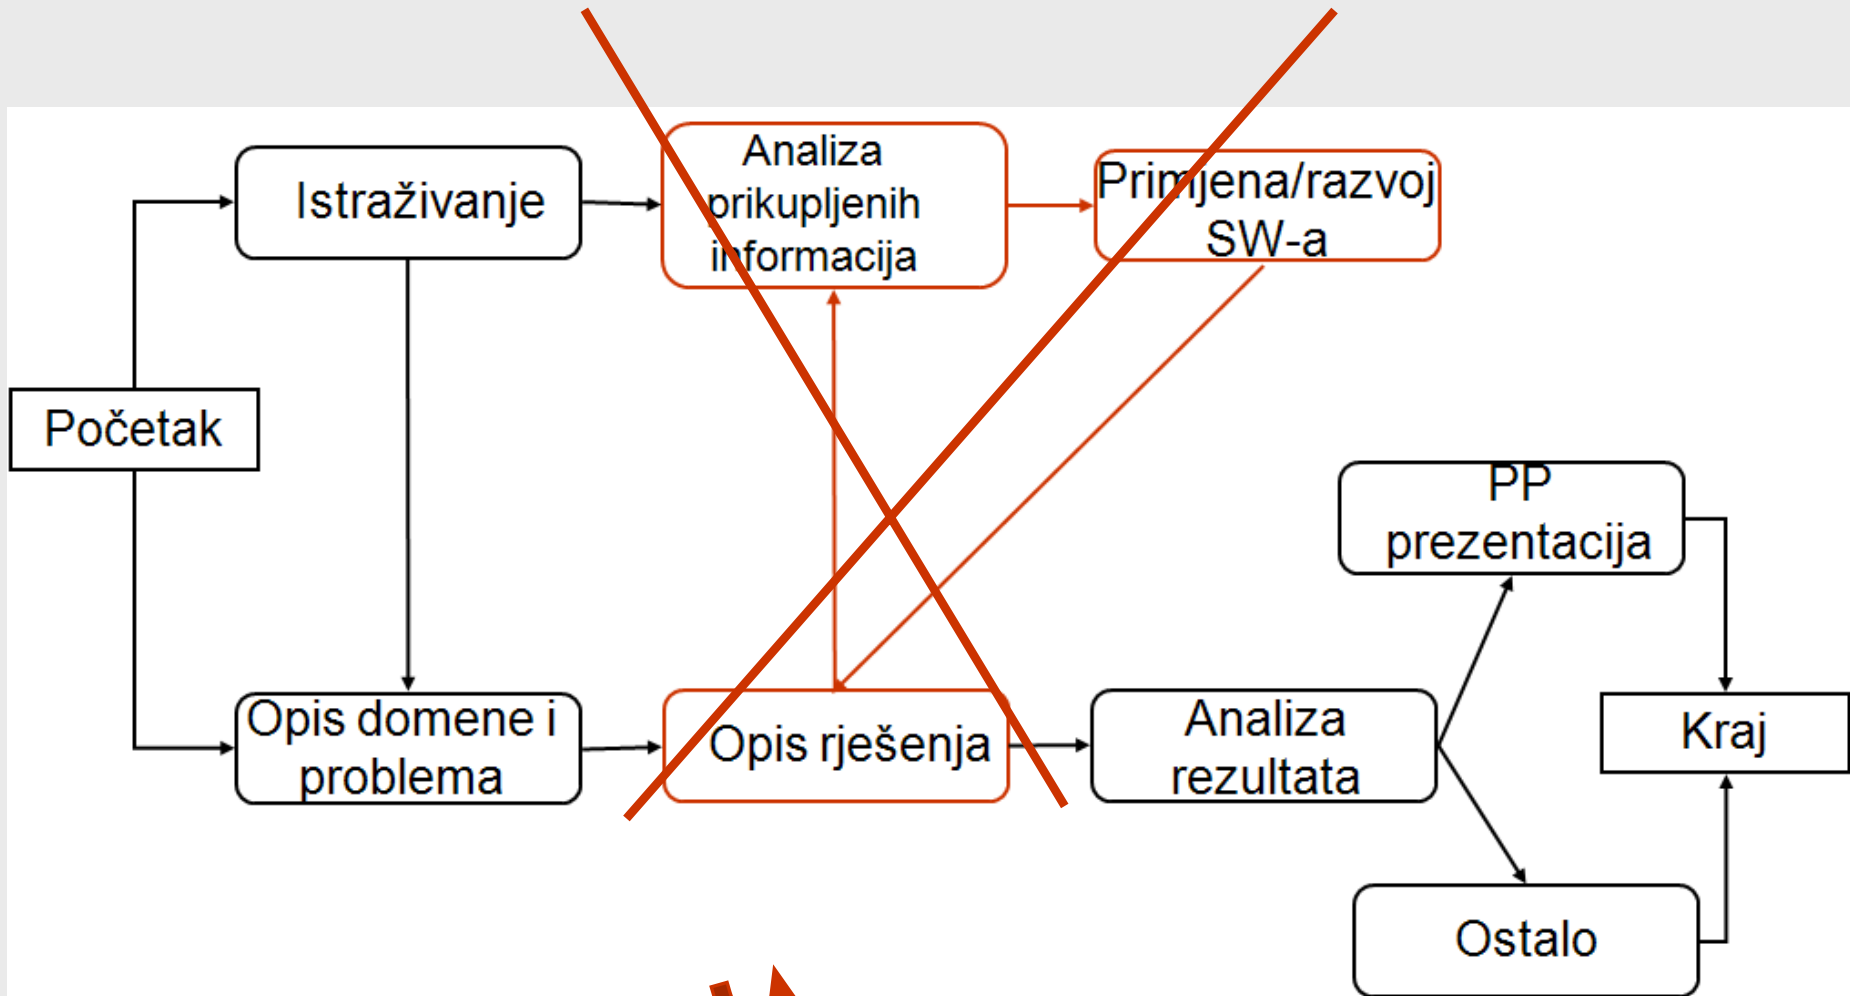 Istraživanje
Analiza
prikupljenih
informacija
Primjena/razvoj
SW-a
Početak
PP
prezentacija
Opis domene i
problema
Opis rješenja
Analiza
rezultata
Kraj
Ostalo